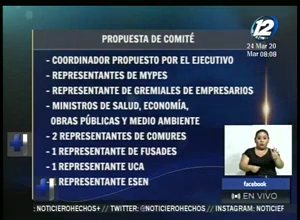 PROPUESTA DE COMITÉ
12
24 Mar 20
Mar 08:08
- COORDINADOR PROPUESTO POR EL EJECUTIVO
- REPRESENTANTES DE MYPES
- REPRESENTANTE DE GREMIALES DE EMPRESARIOS
- MINISTROS DE SALUD, ECONOMÍA,
OBRAS PÚBLICAS Y MEDIO AMBIENTE
- 2 REPRESENTANTES DE COMURES
- 1 REPRESENTANTE DE FUSADES
- 1 REPRESENTANTE UCA
- 1 REPRESENTANTE ESEN
facebook
EN VIVO
: NOTICIEROHECHOS+ // TWITTER: @NOTICIEROHECHOS // INSTAGRAM: NOTICIEF